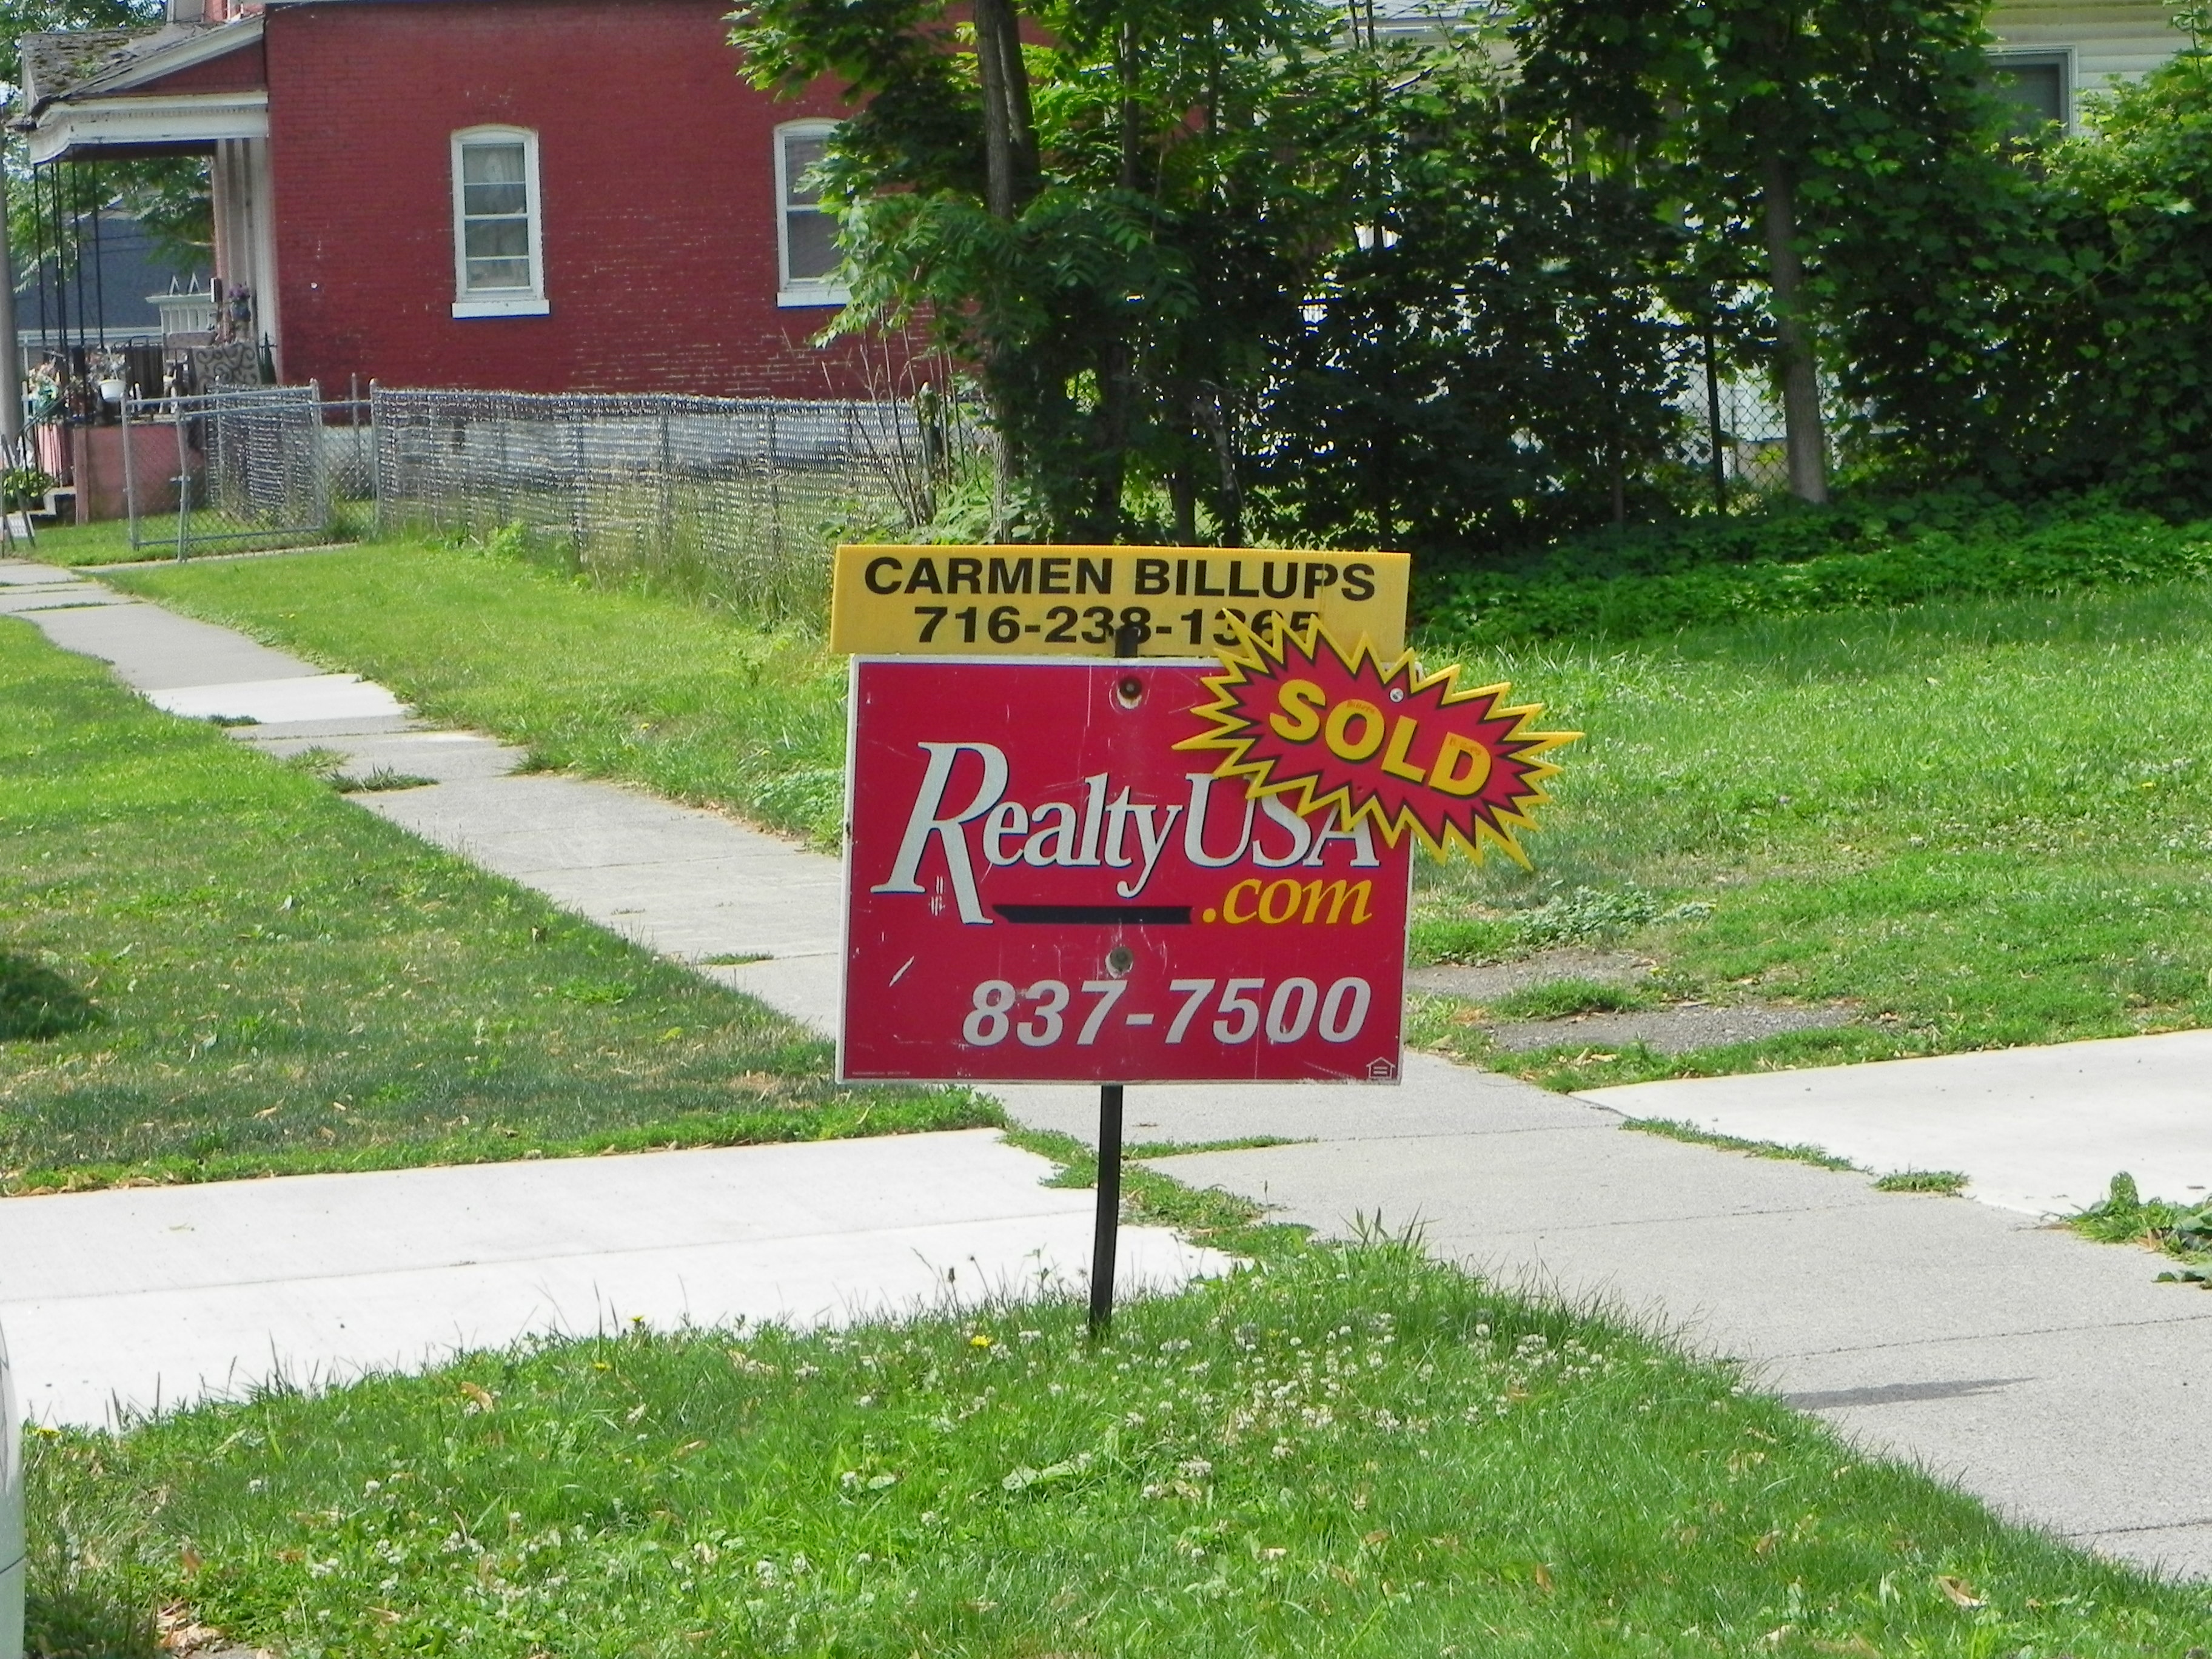 CARMEN BILLUPS
716-238-1365
SOLD
RealtyUSA
.com
837-7500